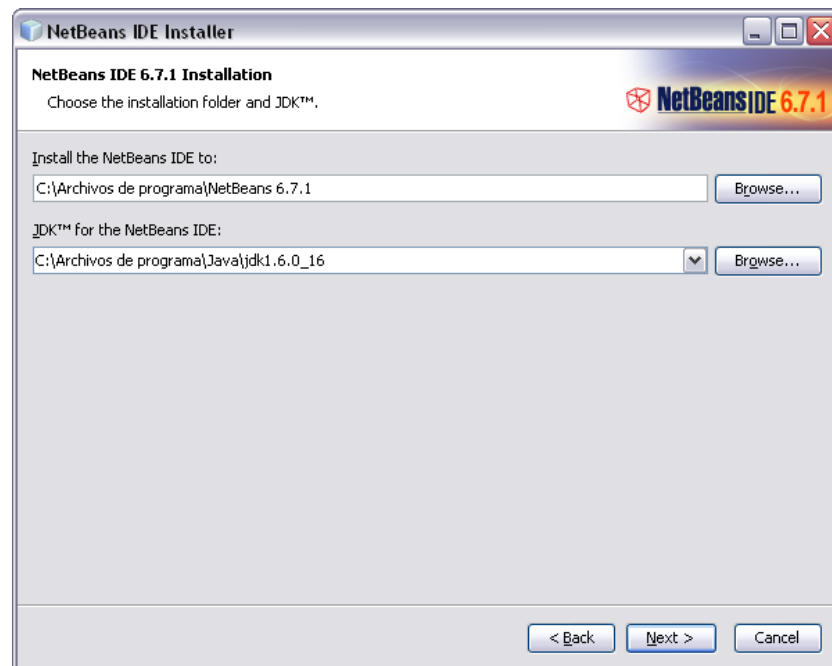 NetBeans IDE Installer
NetBeans IDE 6.7.1 Installation
Choose the installation folder and JDK™.
NetBeans IDE 6.7.1
Install the NetBeans IDE to:
C:\Archivos de programa\NetBeans 6.7.1
Browse...
JDK™ for the NetBeans IDE:
C:\Archivos de programa\Java\jdk1.6.0_16
Browse...
< Back
Next >
Cancel